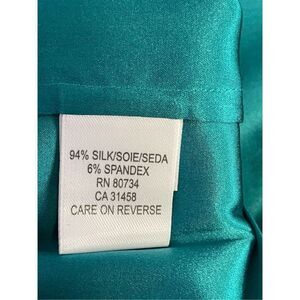 94% SILK/SOIE/SEDA
6% SPANDEX
RN 80734
CA 31458
CARE ON REVERSE